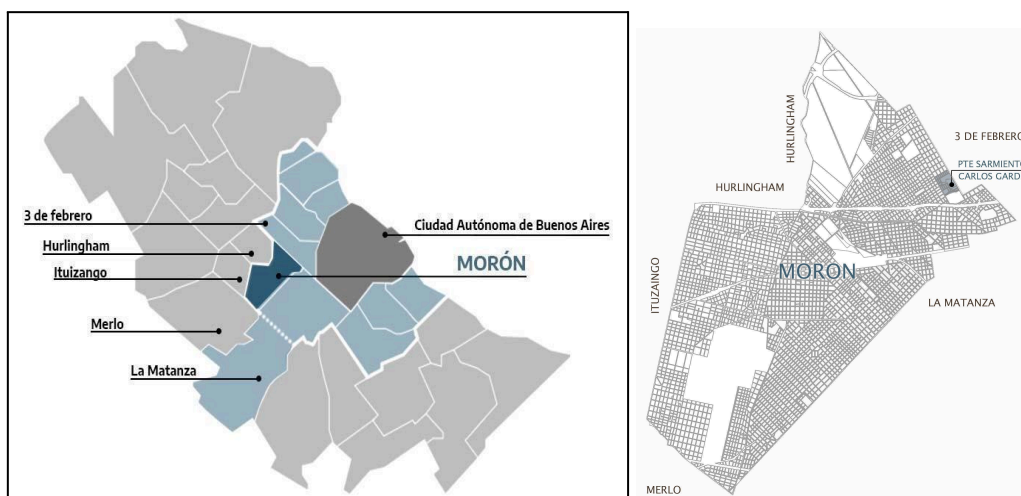 3 de febrero
Hurlingham
Ituizango
Merlo
La Matanza
Ciudad Autónoma de Buenos Aires
MORÓN
HURLINGHAM
3 DE FEBRERO
PTE SARMIENTO
CARLOS GARD
HURLINGHAM
MORON
ITUZAINGO
LA MATANZA
MERLO